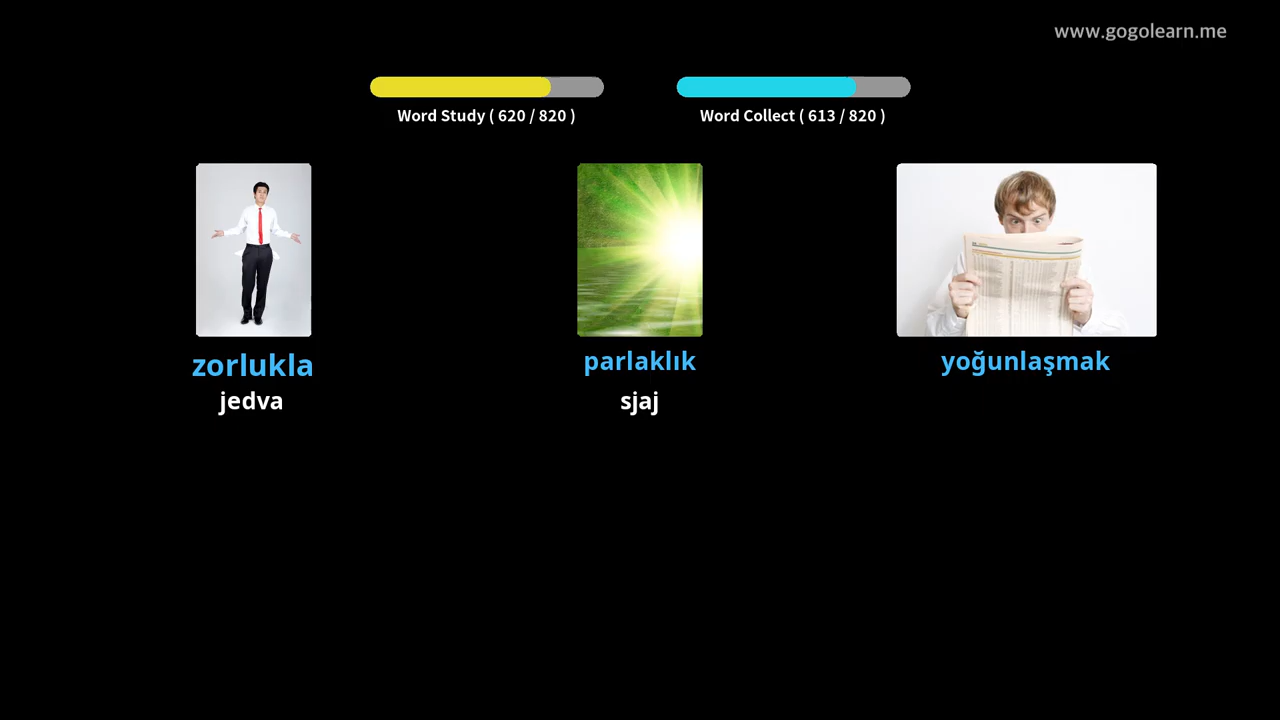 www.gogolearn.me
Word Study ( 620 / 820 )
Word Collect ( 613 / 820 )
zorlukla
jedva
parlaklık
sjaj
yoğunlaşmak